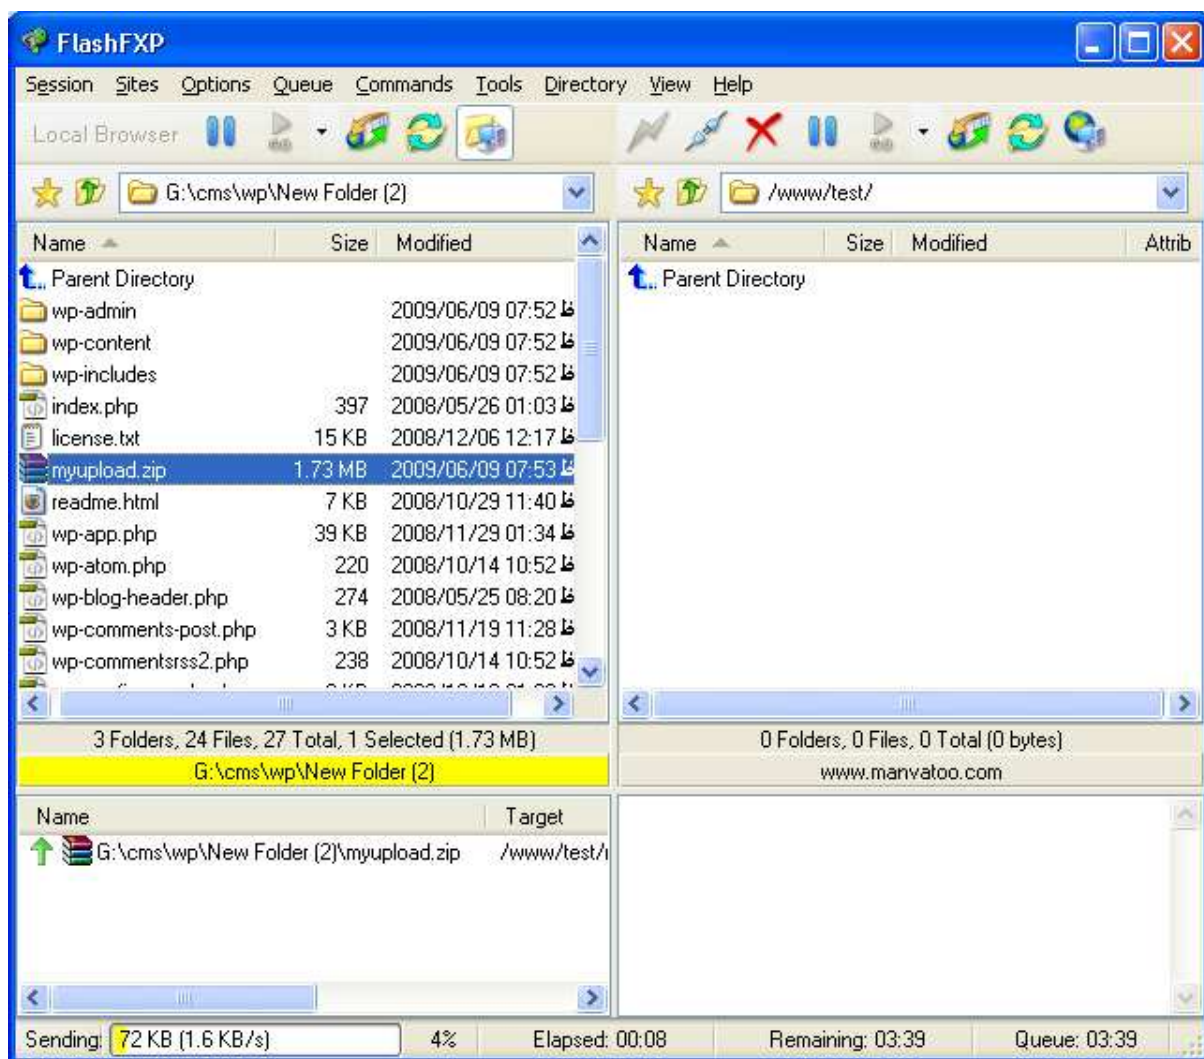 FlashFXP
Session Sites Options Queue Commands Tools Directory View Help
Local Browser
G:\cms\wp\New Folder (2)
/www/test/
Name Size Modified
Parent Directory
wp-admin 2009/06/09 07:52 ظ
wp-content 2009/06/09 07:52 ظ
wp-includes 2009/06/09 07:52 ظ
index.php 397 2008/05/26 01:03 ظ
license.txt 15 KB 2008/12/06 12:17 ظ
myupload.zip 1.73 MB 2009/06/09 07:53 ظ
readme.html 7 KB 2008/10/29 11:40 ظ
wp-app.php 39 KB 2008/11/29 01:34 ظ
wp-atom.php 220 2008/10/14 10:52 ظ
wp-blog-header.php 274 2008/05/25 08:20 ظ
wp-comments-post.php 3 KB 2008/11/19 11:28 ظ
wp-commentsrss2.php 238 2008/10/14 10:52 ظ
3 Folders, 24 Files, 27 Total, 1 Selected (1.73 MB)
G:\cms\wp\New Folder (2)
Name Size Modified Attrib
Parent Directory
0 Folders, 0 Files, 0 Total (0 bytes)
www.manvatoo.com
Name Target
G:\cms\wp\New Folder (2)\myupload.zip /www/test/
Sending: 72 KB (1.6 KB/s) 4% Elapsed: 00:08 Remaining: 03:39 Queue: 03:39